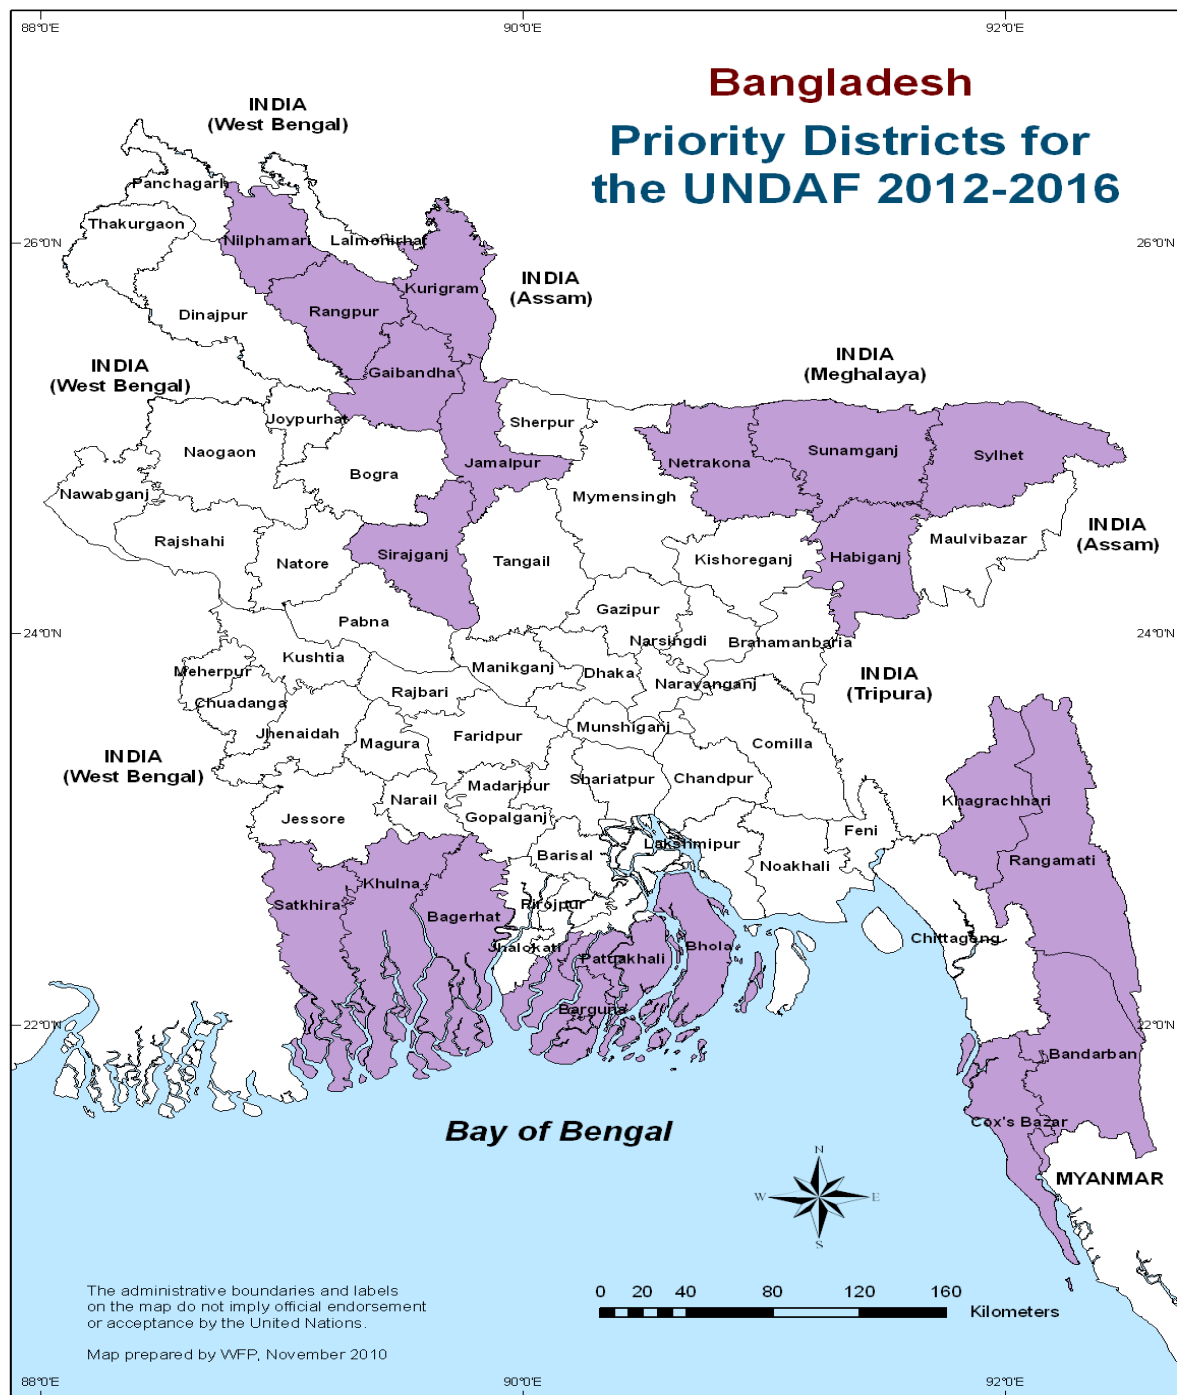 88°0'E
90°0'E
92°0'E
Bangladesh
Priority Districts for
the UNDAF 2012-2016
INDIA
(West Bengal)
Panchagarh
Thakurgaon
Nilphamari
Lalmonirhat
26°0'N
26°0'N
Kurigram
INDIA
(Assam)
Dinajpur
Rangpur
INDIA
(West Bengal)
Gaibandha
INDIA
(Meghalaya)
Joypurhat
Sherpur
Naogaon
Bogra
Jamalpur
Netrakona
Sunamganj
Sylhet
Nawabganj
Mymensingh
Rajshahi
Natore
Sirajganj
Tangail
Kishoreganj
Habiganj
Maulvibazar
INDIA
(Assam)
Pabna
Gazipur
24°0'N
24°0'N
Narsingdi
Brahamanbaria
Meherpur
Kushtia
Manikganj
Dhaka
Narayanganj
INDIA
(Tripura)
Chuadanga
Rajbari
Jhenaidah
Magura
Faridpur
Munshiganj
Comilla
INDIA
(West Bengal)
Madaripur
Shariatpur
Chandpur
Khagrachhari
Jessore
Narail
Gopalganj
Feni
Barisal
Lakshmipur
Noakhali
Rangamati
Satkhira
Khulna
Bagerhat
Pirojpur
Jhalokati
Patuakhali
Bhola
Chittagong
Barguna
22°0'N
22°0'N
Bandarban
Cox's Bazar
Bay of Bengal
MYANMAR
N
W
E
S
The administrative boundaries and labels
on the map do not imply official endorsement
or acceptance by the United Nations.
Map prepared by WFP, November 2010
0 20 40 80 120 160
Kilometers
88°0'E
90°0'E
92°0'E